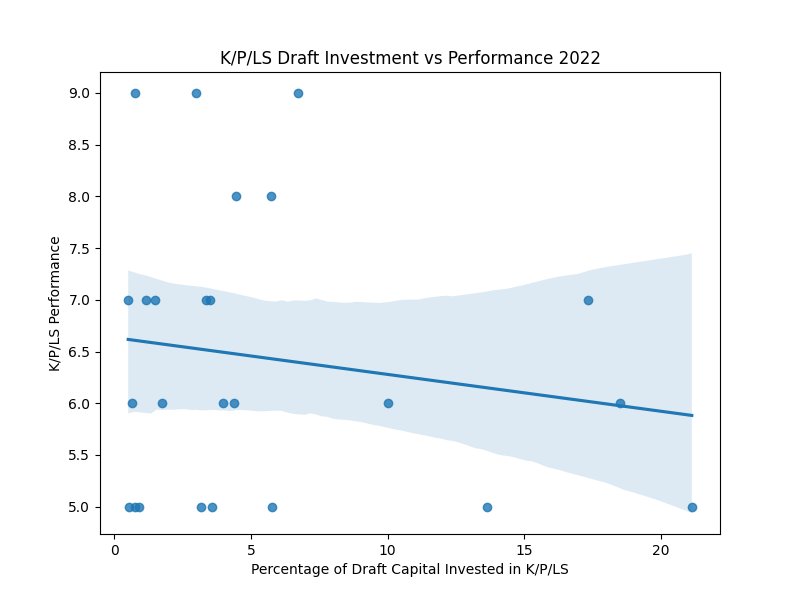 K/P/LS Draft Investment vs Performance 2022
9.0
8.5
8.0
7.5
7.0
6.5
6.0
5.5
5.0
K/P/LS Performance
0 5 10 15 20
Percentage of Draft Capital Invested in K/P/LS